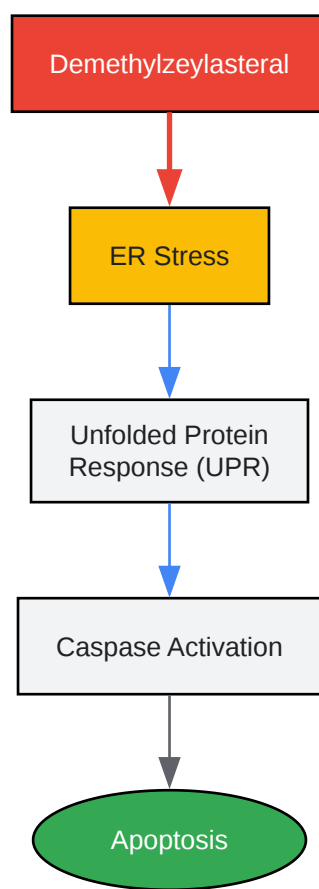 Demethylzeylasteral
ER Stress
Unfolded Protein
Response (UPR)
Caspase Activation
Apoptosis